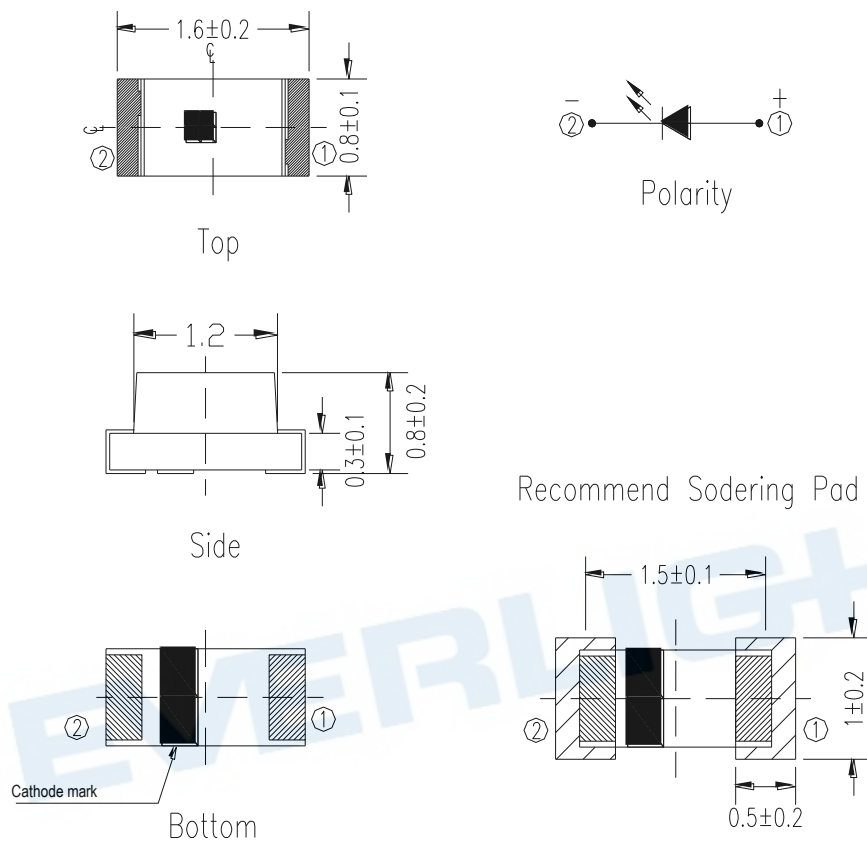 1.6±0.2
℄
℄
0.8±0.1
②
①
Top
−
+
②
①
Polarity
1.2
0.3±0.1
0.8±0.2
Side
Recommend Sodering Pad
1.5±0.1
②
①
1±0.2
0.5±0.2
②
①
Cathode mark
Bottom
EVERLIGH